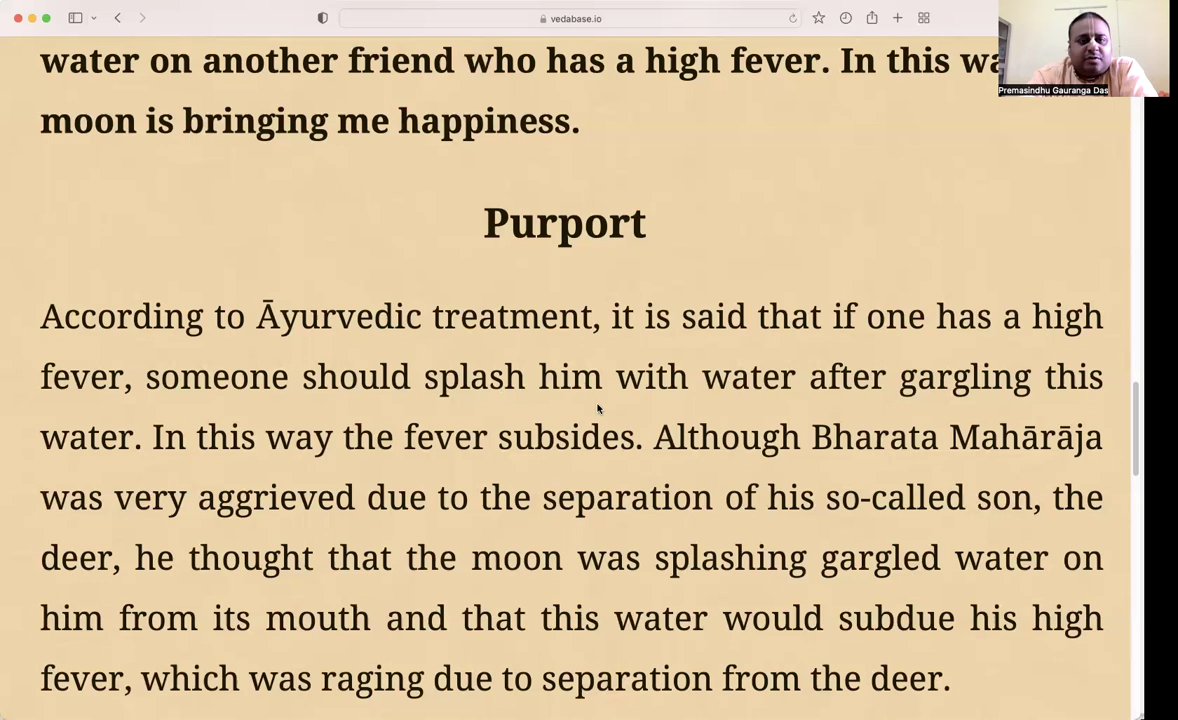 vedabase.io
Premasindhu Gauranga Das
water on another friend who has a high fever. In this
moon is bringing me happiness.
Purport
According to Āyurvedic treatment, it is said that if one has a high
fever, someone should splash him with water after gargling this
water. In this way the fever subsides. Although Bharata Mahārāja
was very aggrieved due to the separation of his so-called son, the
deer, he thought that the moon was splashing gargled water on
him from its mouth and that this water would subdue his high
fever, which was raging due to separation from the deer.